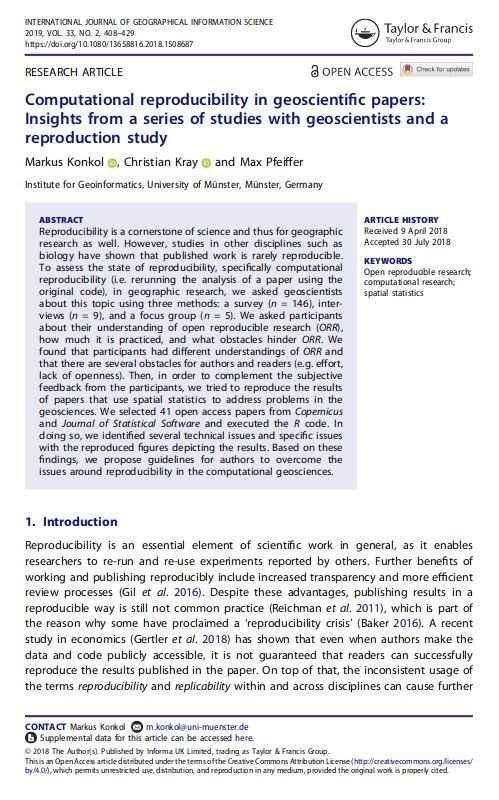 INTERNATIONAL JOURNAL OF GEOGRAPHICAL INFORMATION SCIENCE
2019, VOL. 33, NO. 2, 408–429
https://doi.org/10.1080/13658816.2018.1508687
Taylor & Francis
Taylor & Francis Group
RESEARCH ARTICLE
OPEN ACCESS
Check for updates
Computational reproducibility in geoscientific papers:
Insights from a series of studies with geoscientists and a
reproduction study
Markus Konkol iD, Christian Kray iD and Max Pfeiffer
Institute for Geoinformatics, University of Münster, Münster, Germany
ABSTRACT
Reproducibility is a cornerstone of science and thus for geographic
research as well. However, studies in other disciplines such as
biology have shown that published work is rarely reproducible.
To assess the state of reproducibility, specifically computational
reproducibility (i.e. rerunning the analysis of a paper using the
original code), in geographic research, we asked geoscientists
about this topic using three methods: a survey (n = 146), inter-
views (n = 9), and a focus group (n = 5). We asked participants
about their understanding of open reproducible research (ORR),
how much it is practiced, and what obstacles hinder ORR. We
found that participants had different understandings of ORR and
that there are several obstacles for authors and readers (e.g. effort,
lack of openness). Then, in order to complement the subjective
feedback from the participants, we tried to reproduce the results
of papers that use spatial statistics to address problems in the
geosciences. We selected 41 open access papers from Copernicus
and Journal of Statistical Software and executed the R code. In
doing so, we identified several technical issues and specific issues
with the reproduced figures depicting the results. Based on these
findings, we propose guidelines for authors to overcome the
issues around reproducibility in the computational geosciences.
ARTICLE HISTORY
Received 9 April 2018
Accepted 30 July 2018
KEYWORDS
Open reproducible research;
computational research;
spatial statistics
1. Introduction
Reproducibility is an essential element of scientific work in general, as it enables
researchers to re-run and re-use experiments reported by others. Further benefits of
working and publishing reproducibly include increased transparency and more efficient
review processes (Gil et al. 2016). Despite these advantages, publishing results in a
reproducible way is still not common practice (Reichman et al. 2011), which is part of
the reason why some have proclaimed a ‘reproducibility crisis’ (Baker 2016). A recent
study in economics (Gertler et al. 2018) has shown that even when authors make the
data and code publicly accessible, it is not guaranteed that readers can successfully
reproduce the results published in the paper. On top of that, the inconsistent usage of
the terms reproducibility and replicability within and across disciplines can cause further
CONTACT Markus Konkol m.konkol@uni-muenster.de
Supplemental data for this article can be accessed here.
© 2018 The Author(s). Published by Informa UK Limited, trading as Taylor & Francis Group.
This is an Open Access article distributed under the terms of the Creative Commons Attribution License (http://creativecommons.org/licenses/
by/4.0/), which permits unrestricted use, distribution, and reproduction in any medium, provided the original work is properly cited.